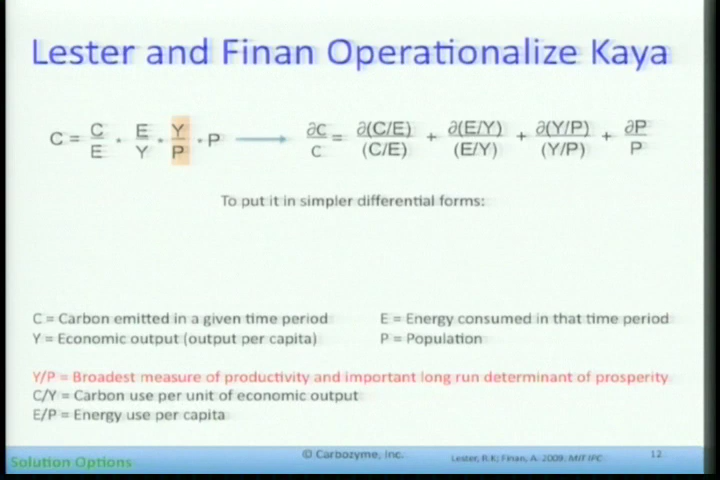 Lester and Finan Operationalize Kaya
C = C/E · E/Y · Y/P · P → ∂C/C = ∂(C/E)/(C/E) + ∂(E/Y)/(E/Y) + ∂(Y/P)/(Y/P) + ∂P/P
To put it in simpler differential forms:
C = Carbon emitted in a given time period
E = Energy consumed in that time period
Y = Economic output (output per capita)
P = Population
Y/P = Broadest measure of productivity and important long run determinant of prosperity
C/Y = Carbon use per unit of economic output
E/P = Energy use per capita
Solution Options
© Carbozyme, Inc.
Lester, R.K; Finan, A. 2009. MIT IPC
12